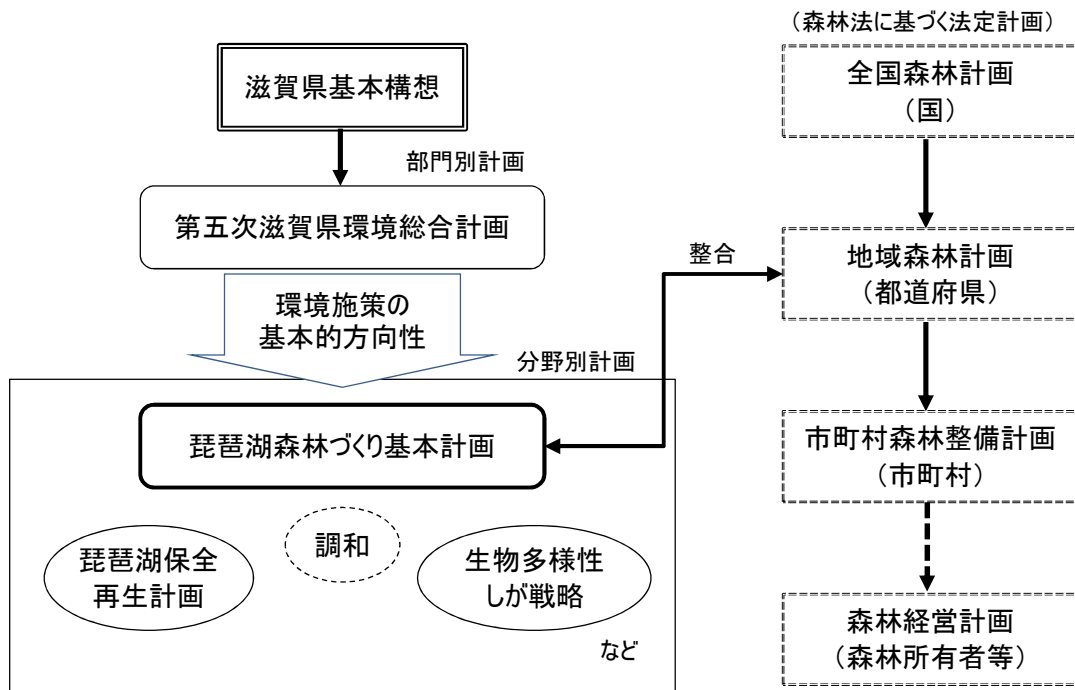 滋賀県基本構想
部門別計画
第五次滋賀県環境総合計画
環境施策の
基本的方向性
分野別計画
琵琶湖森林づくり基本計画
調和
琵琶湖保全
再生計画
生物多様性
しが戦略
など
整合
（森林法に基づく法定計画）
全国森林計画
（国）
地域森林計画
（都道府県）
市町村森林整備計画
（市町村）
森林経営計画
（森林所有者等）